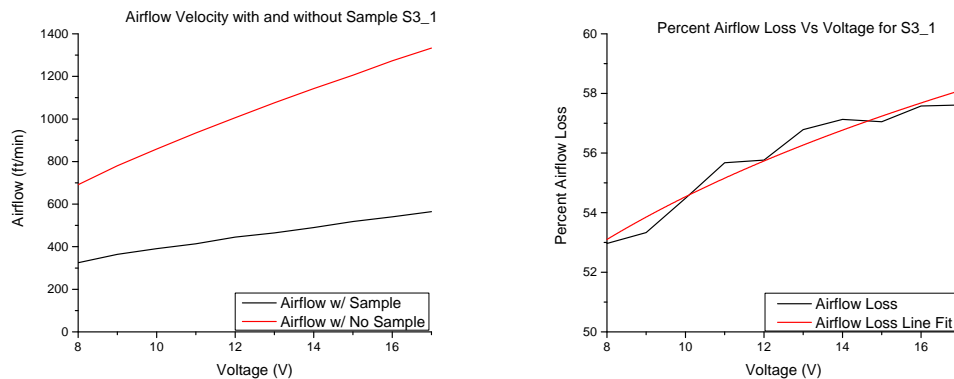 Airflow Velocity with and without Sample S3_1
1400
1200
1000
800
600
400
200
0
Airflow (ft/min)
8
10
12
14
16
Voltage (V)
Airflow w/ Sample
Airflow w/ No Sample
Percent Airflow Loss Vs Voltage for S3_1
60
58
56
54
52
50
Percent Airflow Loss
8
10
12
14
16
Voltage (V)
Airflow Loss
Airflow Loss Line Fit